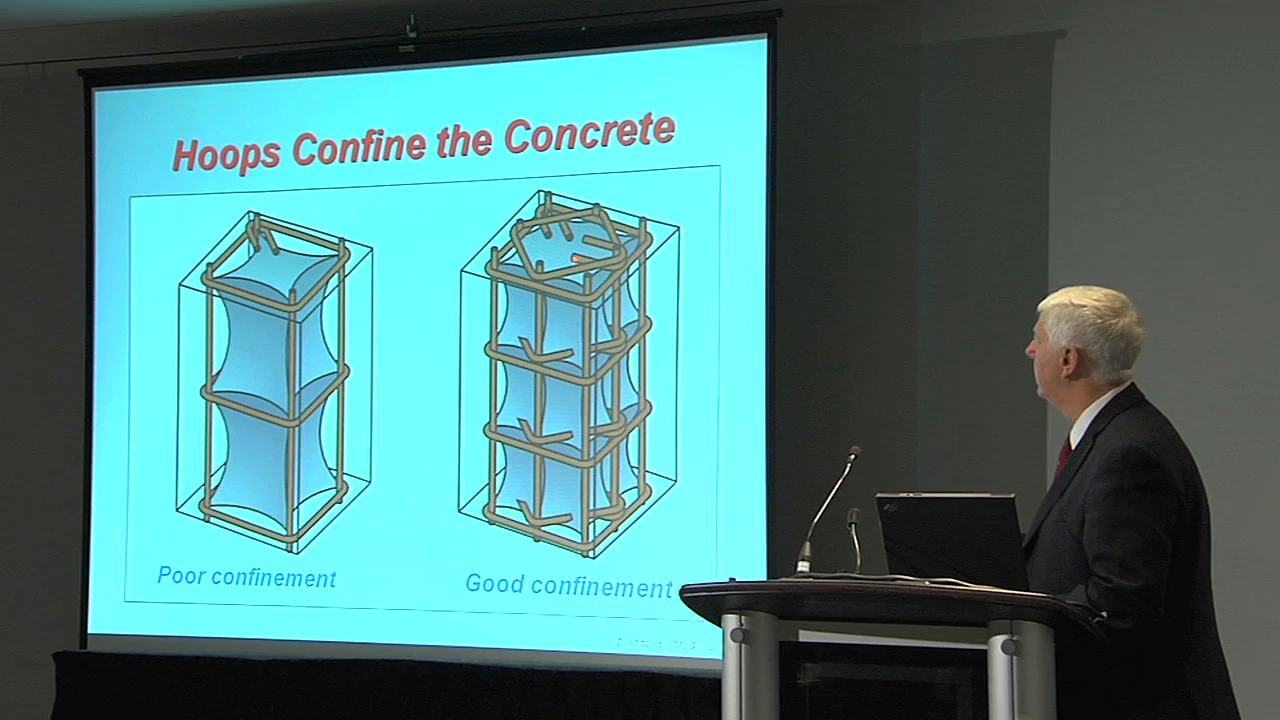 Hoops Confine the Concrete
Poor confinement
Good confinement